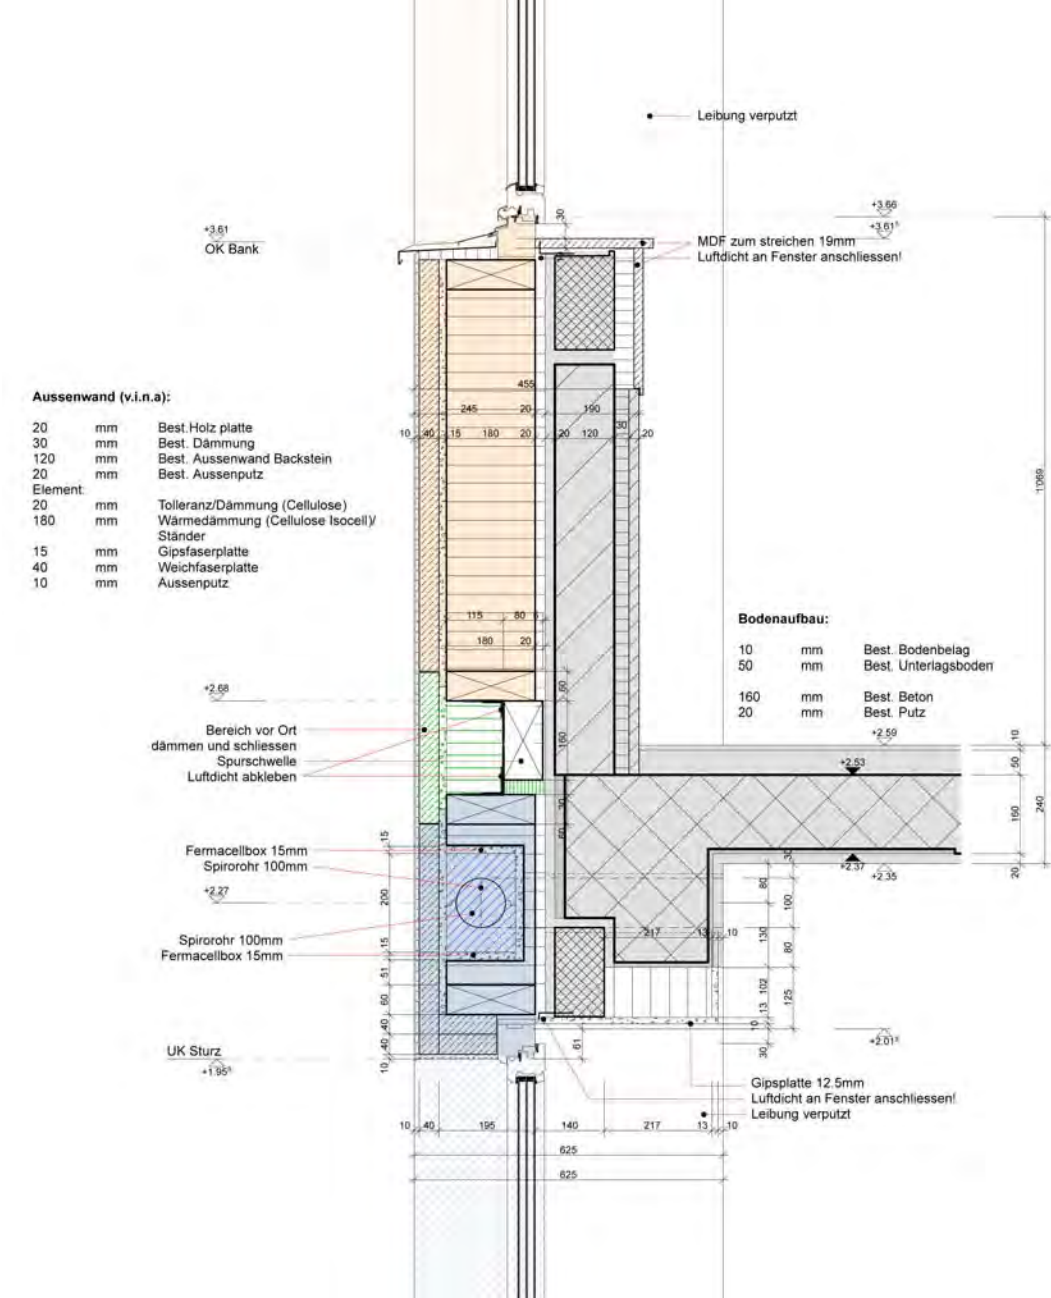 Leibung verputzt
+3.66
+3.61⁵
+3.61
OK Bank
30
MDF zum streichen 19mm
Luftdicht an Fenster anschliessen!
Aussenwand (v.i.n.a):
20 mm Best.Holz platte
30 mm Best. Dämmung
120 mm Best. Aussenwand Backstein
20 mm Best. Aussenputz
Element:
20 mm Tolleranz/Dämmung (Cellulose)
180 mm Wärmedämmung (Cellulose Isocell)/
Ständer
15 mm Gipsfaserplatte
40 mm Weichfaserplatte
10 mm Aussenputz
455
245 20 190
10 40 15 180 20 20 120 30 20
1'069
115 80
180 20
Bodenaufbau:
10 mm Best. Bodenbelag
50 mm Best. Unterlagsboden
160 mm Best. Beton
20 mm Best. Putz
+2.68
60
160
30
60
Bereich vor Ort
dämmen und schliessen
Spurschwelle
Luftdicht abkleben
+2.59
+2.53
10
50
160
20
240
+2.37
+2.35
Fermacellbox 15mm
Spirorohr 100mm
+2.27
Spirorohr 100mm
Fermacellbox 15mm
15
200
15
51
60
40
40
10
30
80
100
130
80
102
125
13
10
30
217 13 10
61
UK Sturz
+1.95⁵
+2.01⁵
Gipsplatte 12.5mm
Luftdicht an Fenster anschliessen!
Leibung verputzt
10 40 195 140 217 13 10
625
625